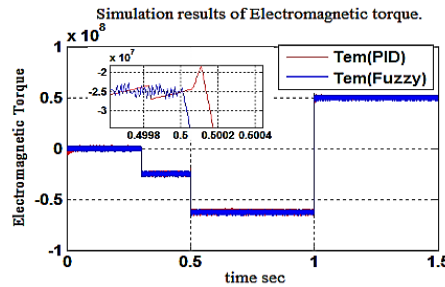 Simulation results of Electromagnetic torque.
x 10^8
1
0.5
0
-0.5
-1
Electromagnetic Torque
x 10^7
-2
-2.5
-3
0.4998 0.5 0.5002 0.5004
Tem(PID)
Tem(Fuzzy)
0 0.5 1 1.5
time sec